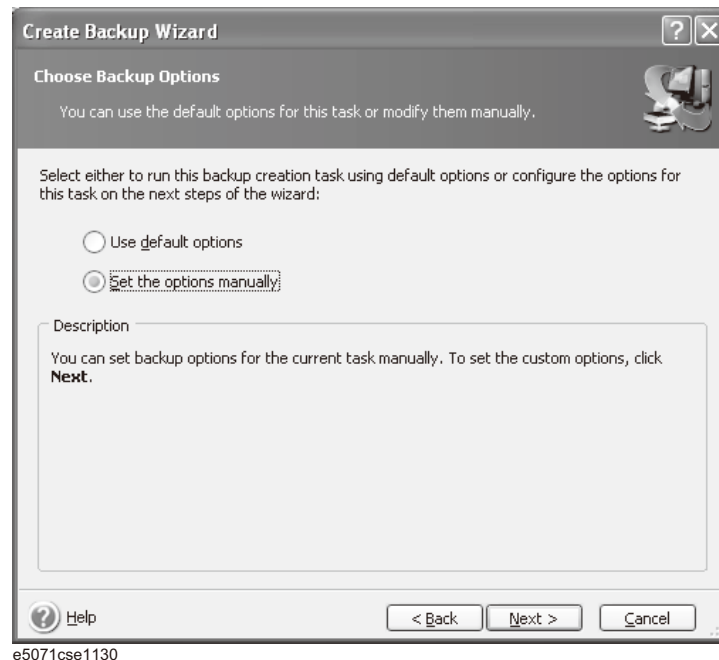 Create Backup Wizard
Choose Backup Options
You can use the default options for this task or modify them manually.
Select either to run this backup creation task using default options or configure the options for
this task on the next steps of the wizard:
Use default options
Set the options manually
Description
You can set backup options for the current task manually. To set the custom options, click
Next.
Help
< Back
Next >
Cancel
e5071cse1130